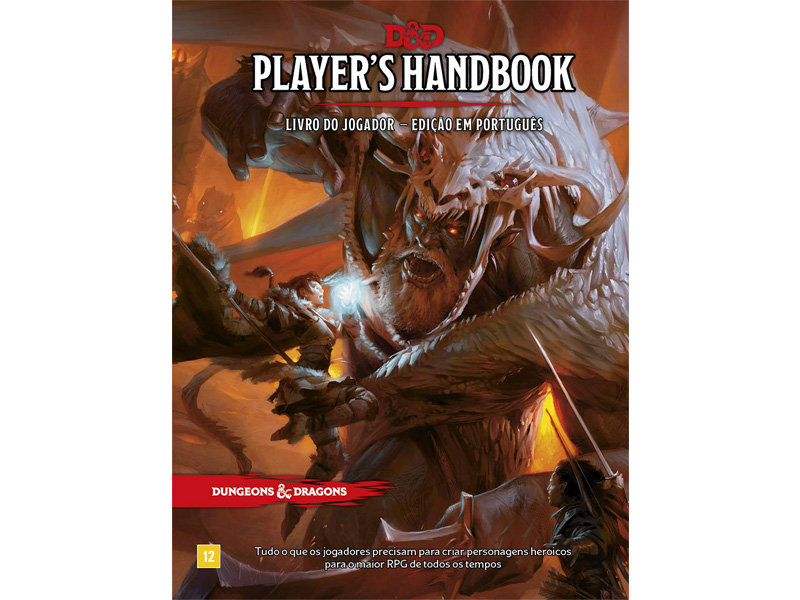 D&D
PLAYER'S HANDBOOK
LIVRO DO JOGADOR – EDIÇÃO EM PORTUGUÊS
DUNGEONS & DRAGONS
12
Tudo o que os jogadores precisam para criar personagens heroicos
para o maior RPG de todos os tempos